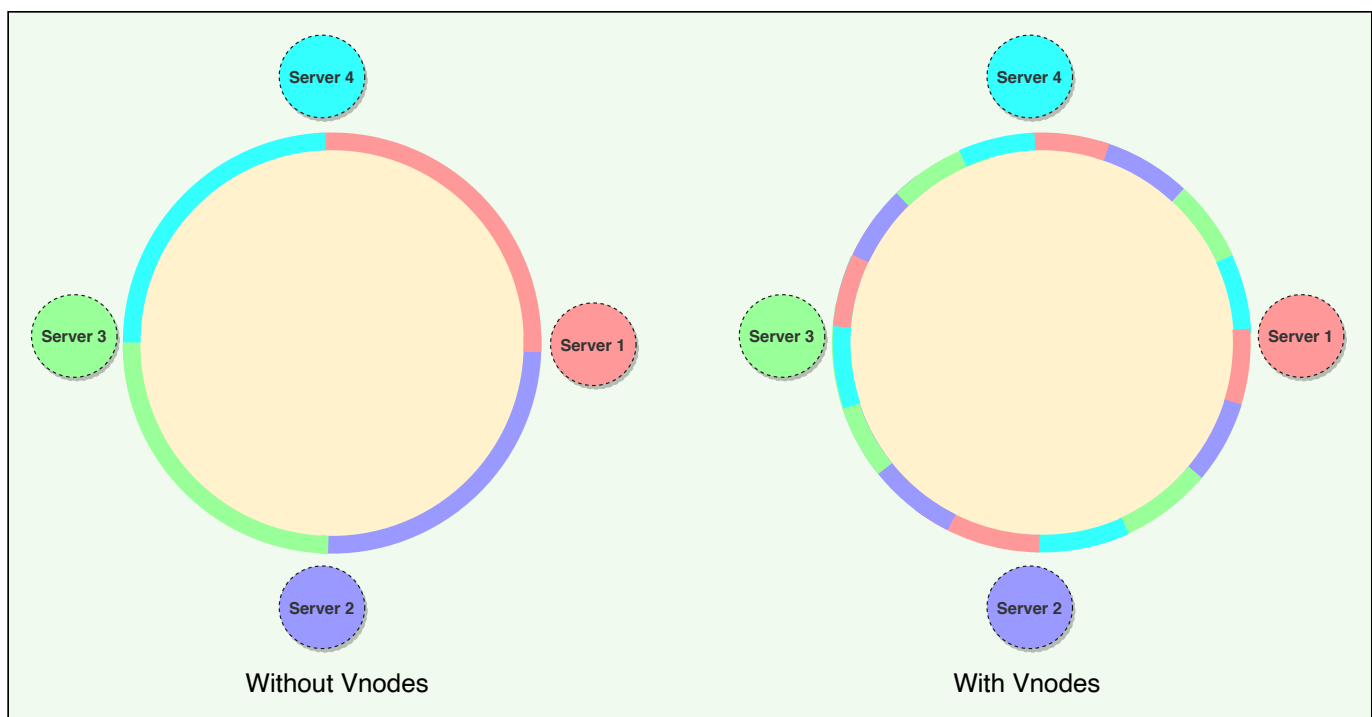 Server 4
Server 3
Server 1
Server 2
Without Vnodes
Server 4
Server 3
Server 1
Server 2
With Vnodes